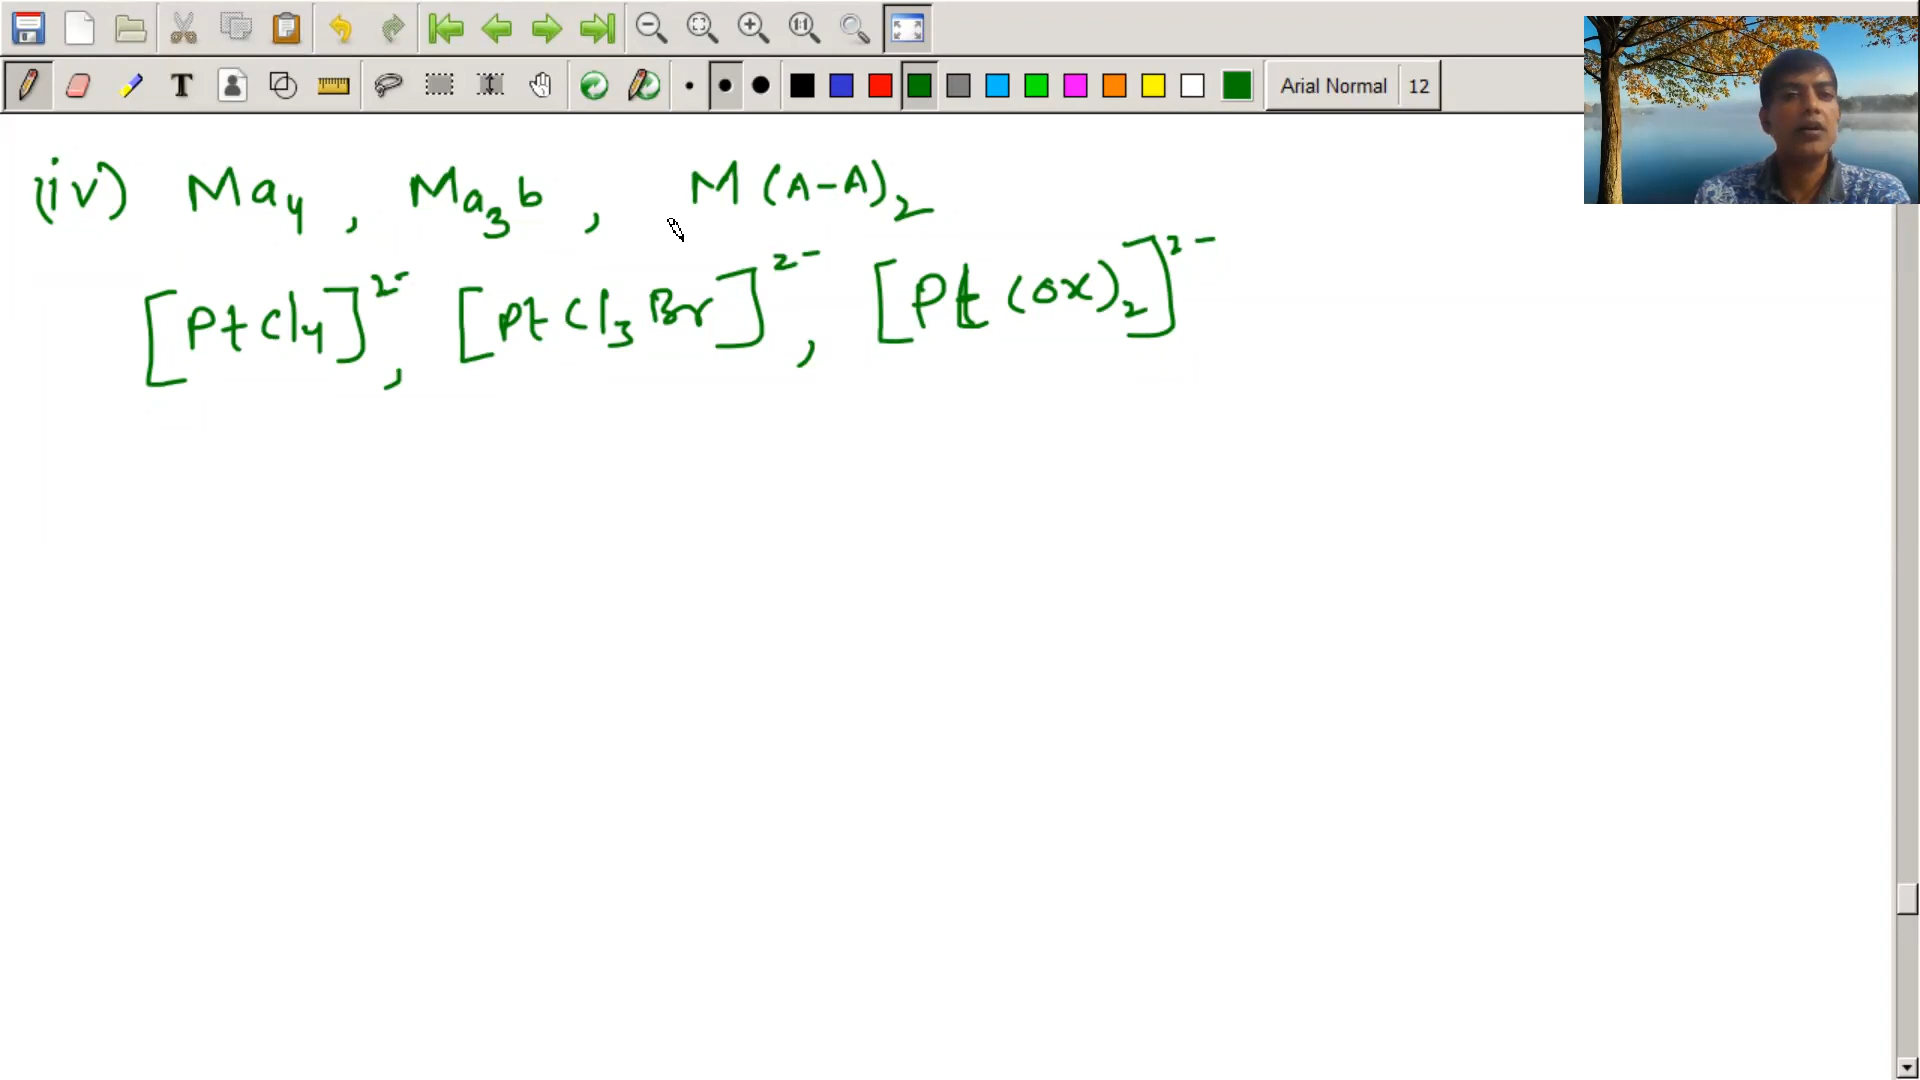 T Arial Normal 12
(iv) Ma₄ , Ma₃b , M(A-A)₂
[PtCl₄]²⁻ , [PtCl₃Br]²⁻ , [Pt(ox)₂]²⁻